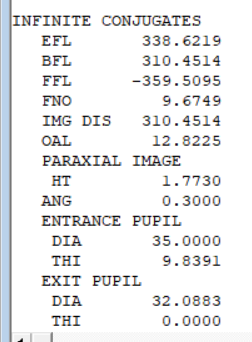 INFINITE CONJUGATES
EFL 338.6219
BFL 310.4514
FFL -359.5095
FNO 9.6749
IMG DIS 310.4514
OAL 12.8225
PARAXIAL IMAGE
HT 1.7730
ANG 0.3000
ENTRANCE PUPIL
DIA 35.0000
THI 9.8391
EXIT PUPIL
DIA 32.0883
THI 0.0000